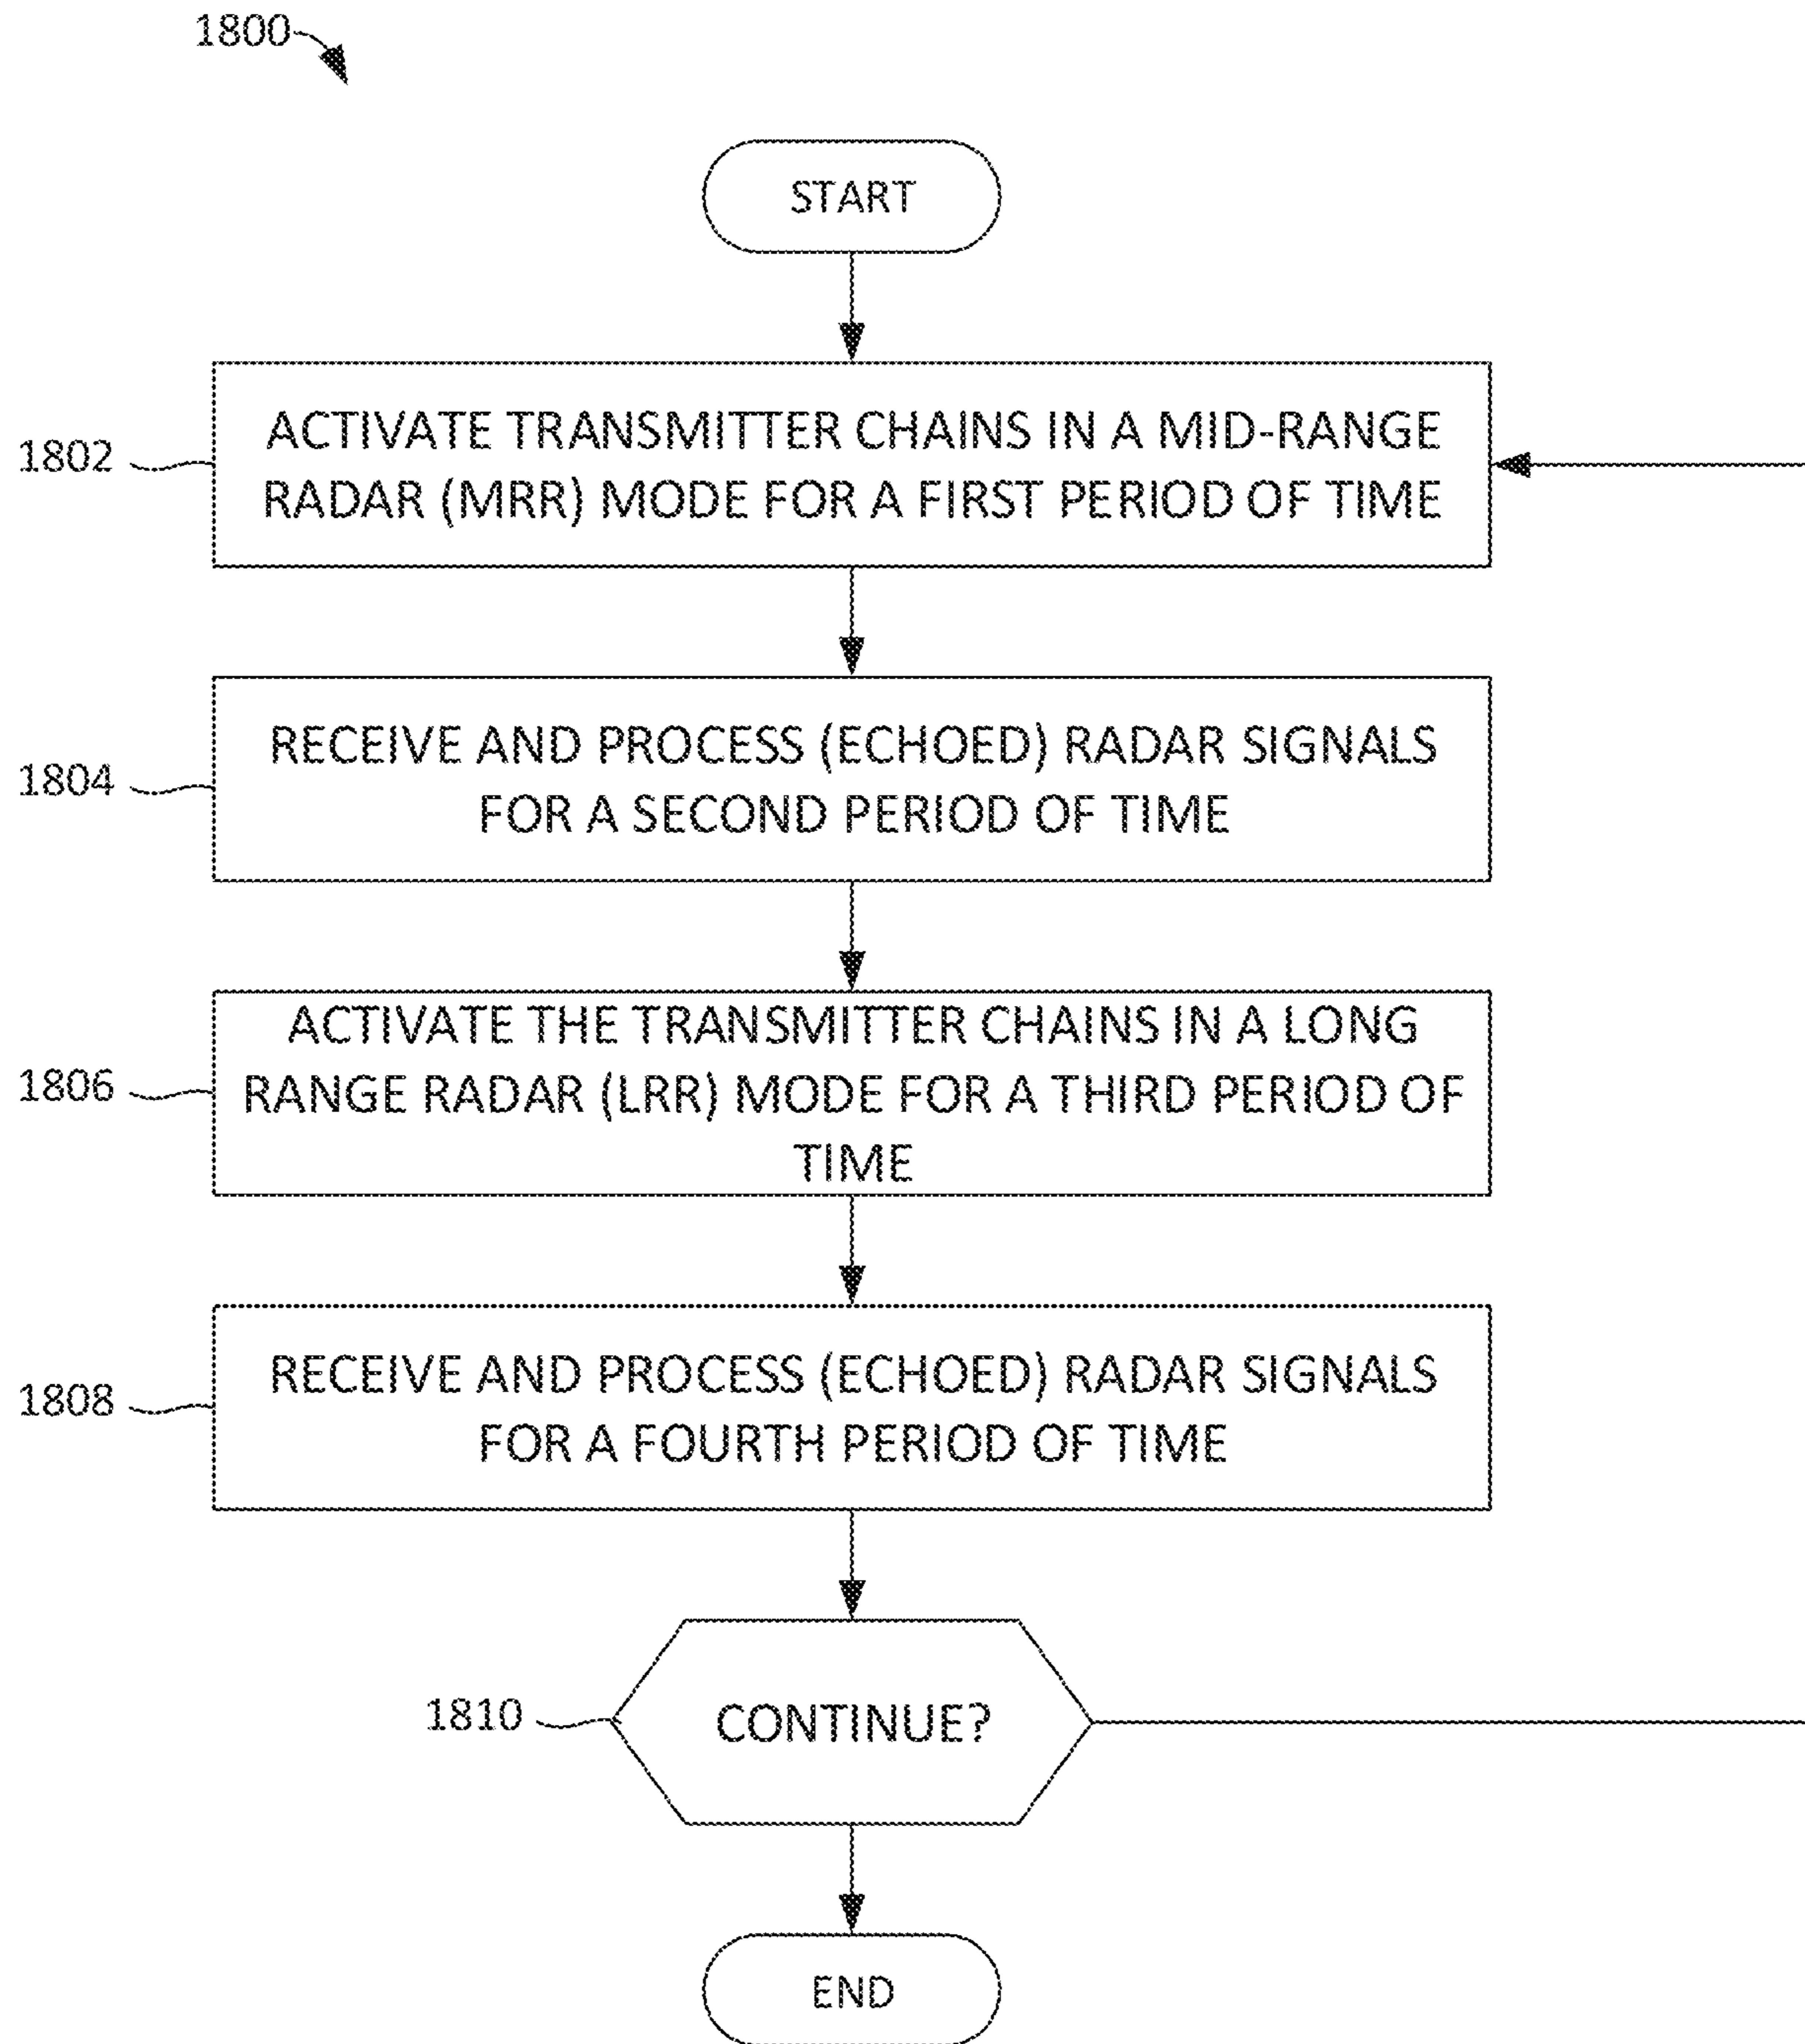 1800
START
1802
ACTIVATE TRANSMITTER CHAINS IN A MID-RANGE
RADAR (MRR) MODE FOR A FIRST PERIOD OF TIME
1804
RECEIVE AND PROCESS (ECHOED) RADAR SIGNALS
FOR A SECOND PERIOD OF TIME
1806
ACTIVATE THE TRANSMITTER CHAINS IN A LONG
RANGE RADAR (LRR) MODE FOR A THIRD PERIOD OF
TIME
1808
RECEIVE AND PROCESS (ECHOED) RADAR SIGNALS
FOR A FOURTH PERIOD OF TIME
1810
CONTINUE?
END